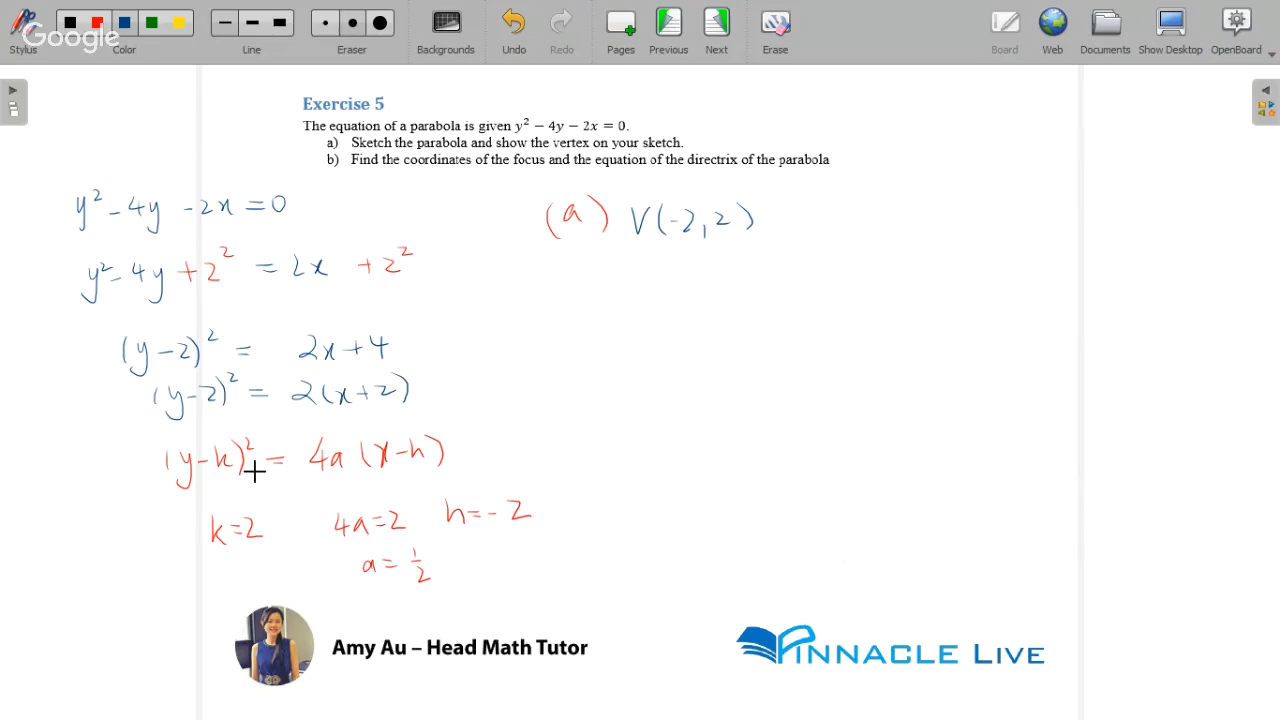 Stylus Color Line Eraser Backgrounds Undo Redo Pages Previous Next Erase Board Web Documents Show Desktop OpenBoard
Google
Exercise 5
The equation of a parabola is given y² − 4y − 2x = 0.
a) Sketch the parabola and show the vertex on your sketch.
b) Find the coordinates of the focus and the equation of the directrix of the parabola
y² - 4y - 2x = 0
y² - 4y + 2² = 2x + 2²
(y - 2)² = 2x + 4
(y - 2)² = 2(x + 2)
(y - k)² = 4a (x - h)
k = 2 4a = 2 h = - 2
a = 1/2
(a) V(-2, 2)
Amy Au – Head Math Tutor
PINNACLE LIVE